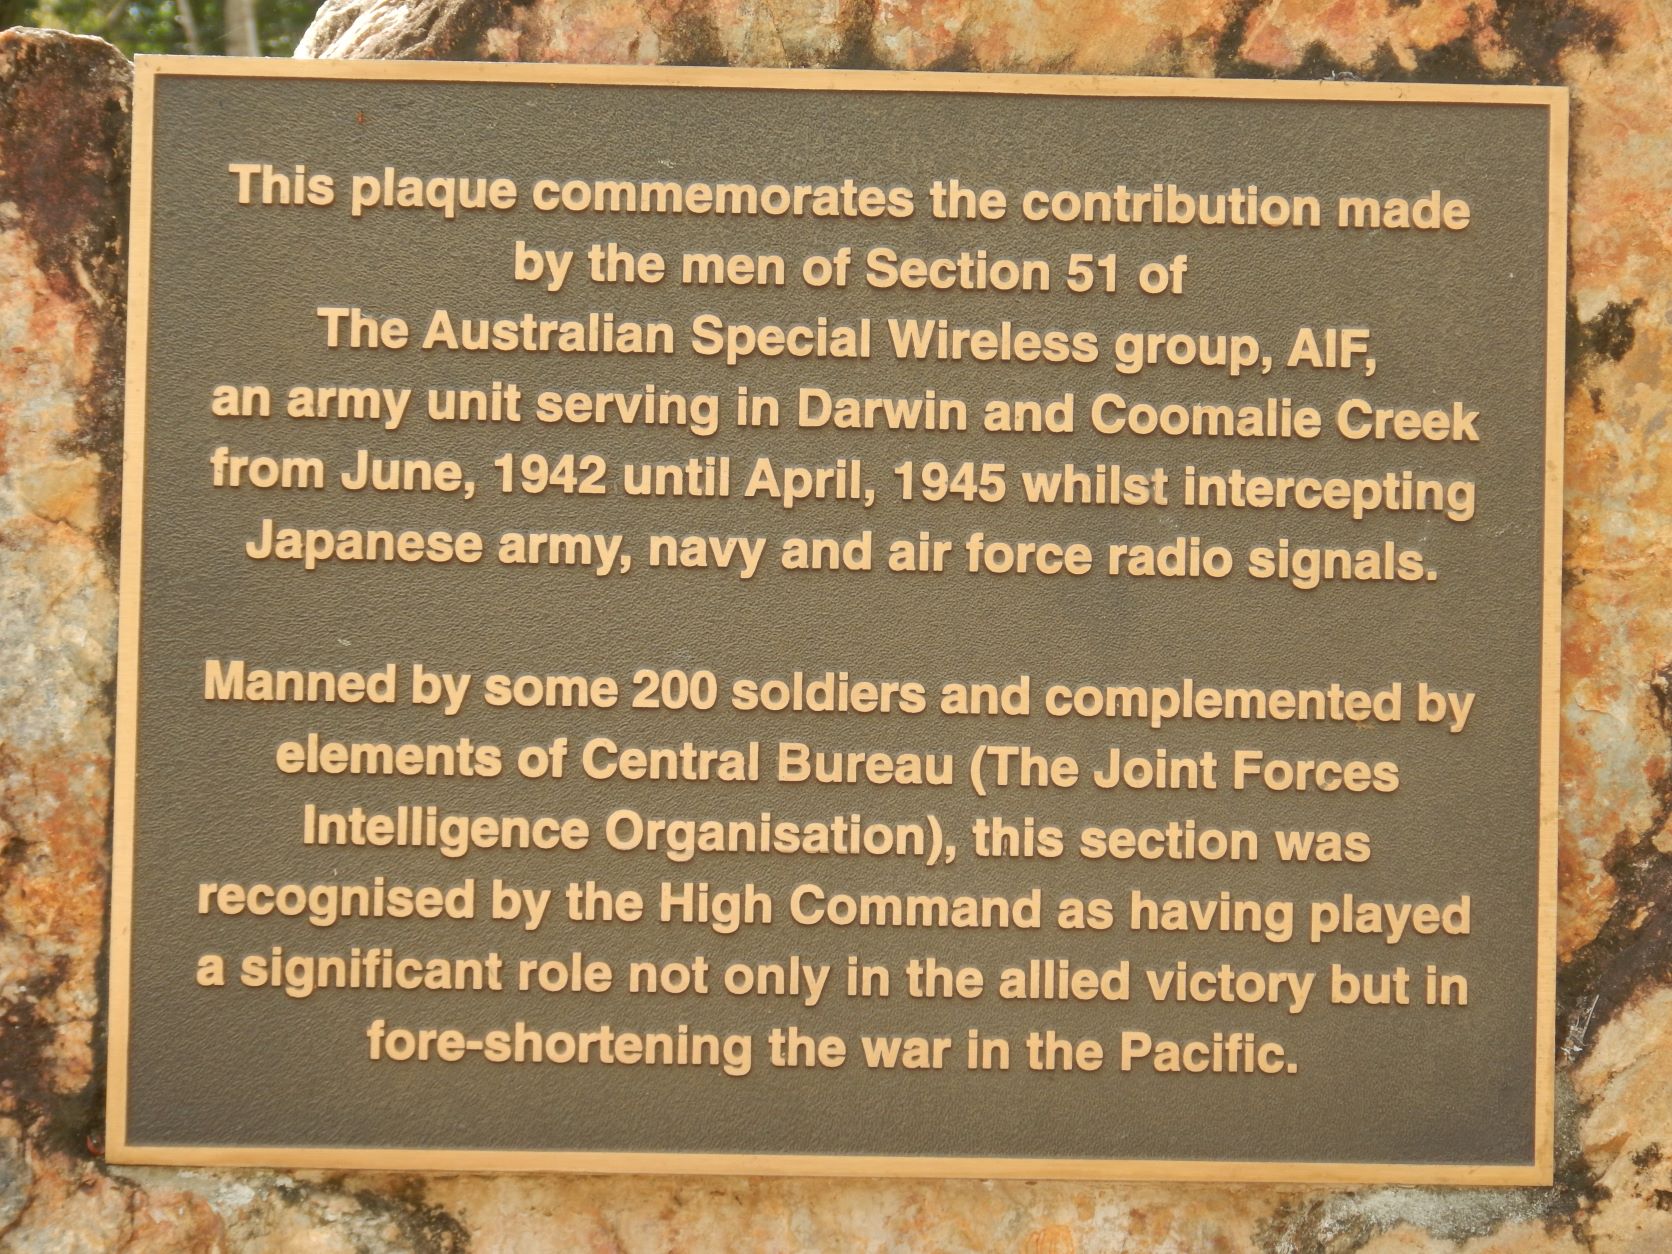 This plaque commemorates the contribution made
by the men of Section 51 of
The Australian Special Wireless group, AIF,
an army unit serving in Darwin and Coomalie Creek
from June, 1942 until April, 1945 whilst intercepting
Japanese army, navy and air force radio signals.
Manned by some 200 soldiers and complemented by
elements of Central Bureau (The Joint Forces
Intelligence Organisation), this section was
recognised by the High Command as having played
a significant role not only in the allied victory but in
fore-shortening the war in the Pacific.